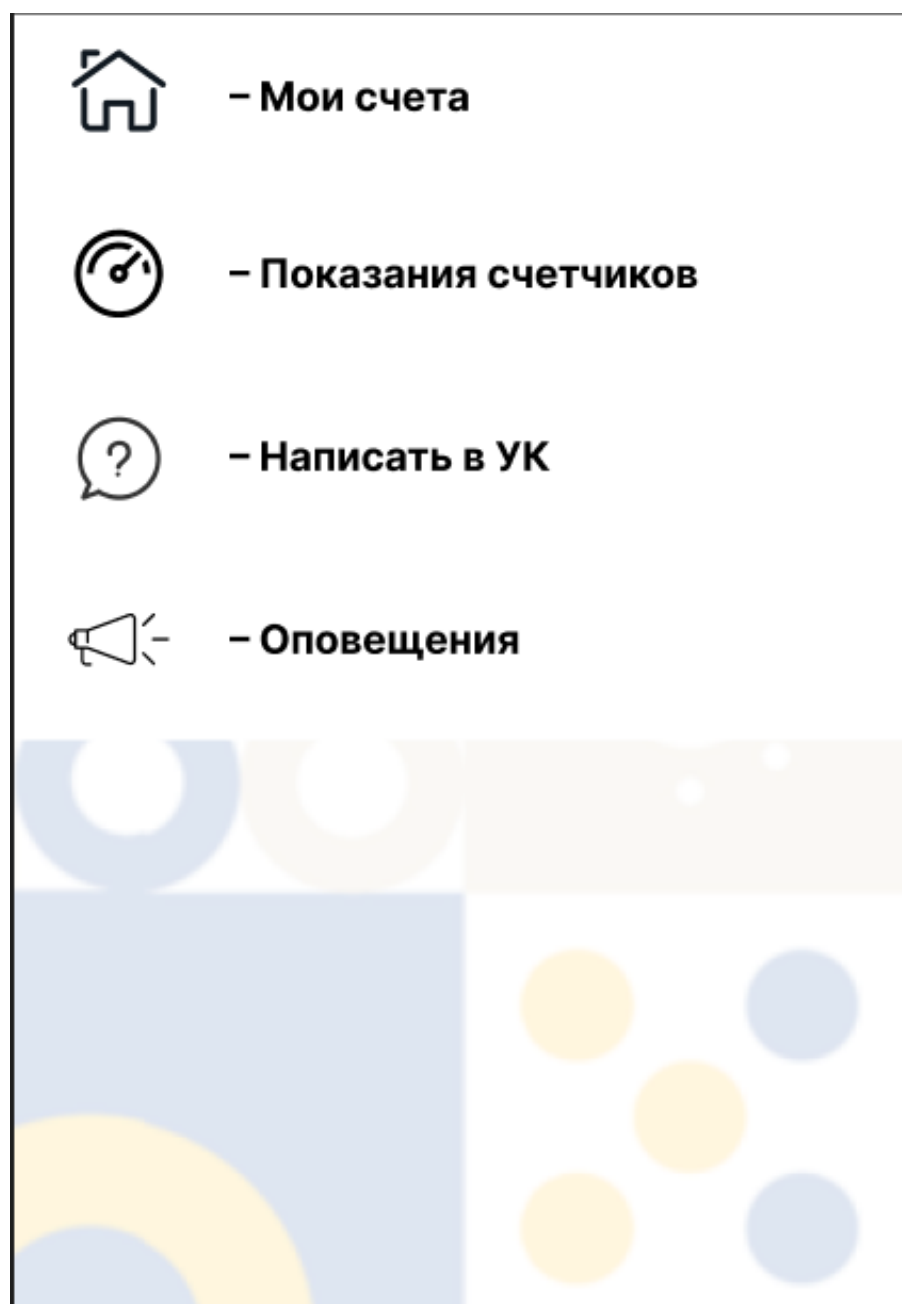 – Мои счета
– Показания счетчиков
?
– Написать в УК
– Оповещения